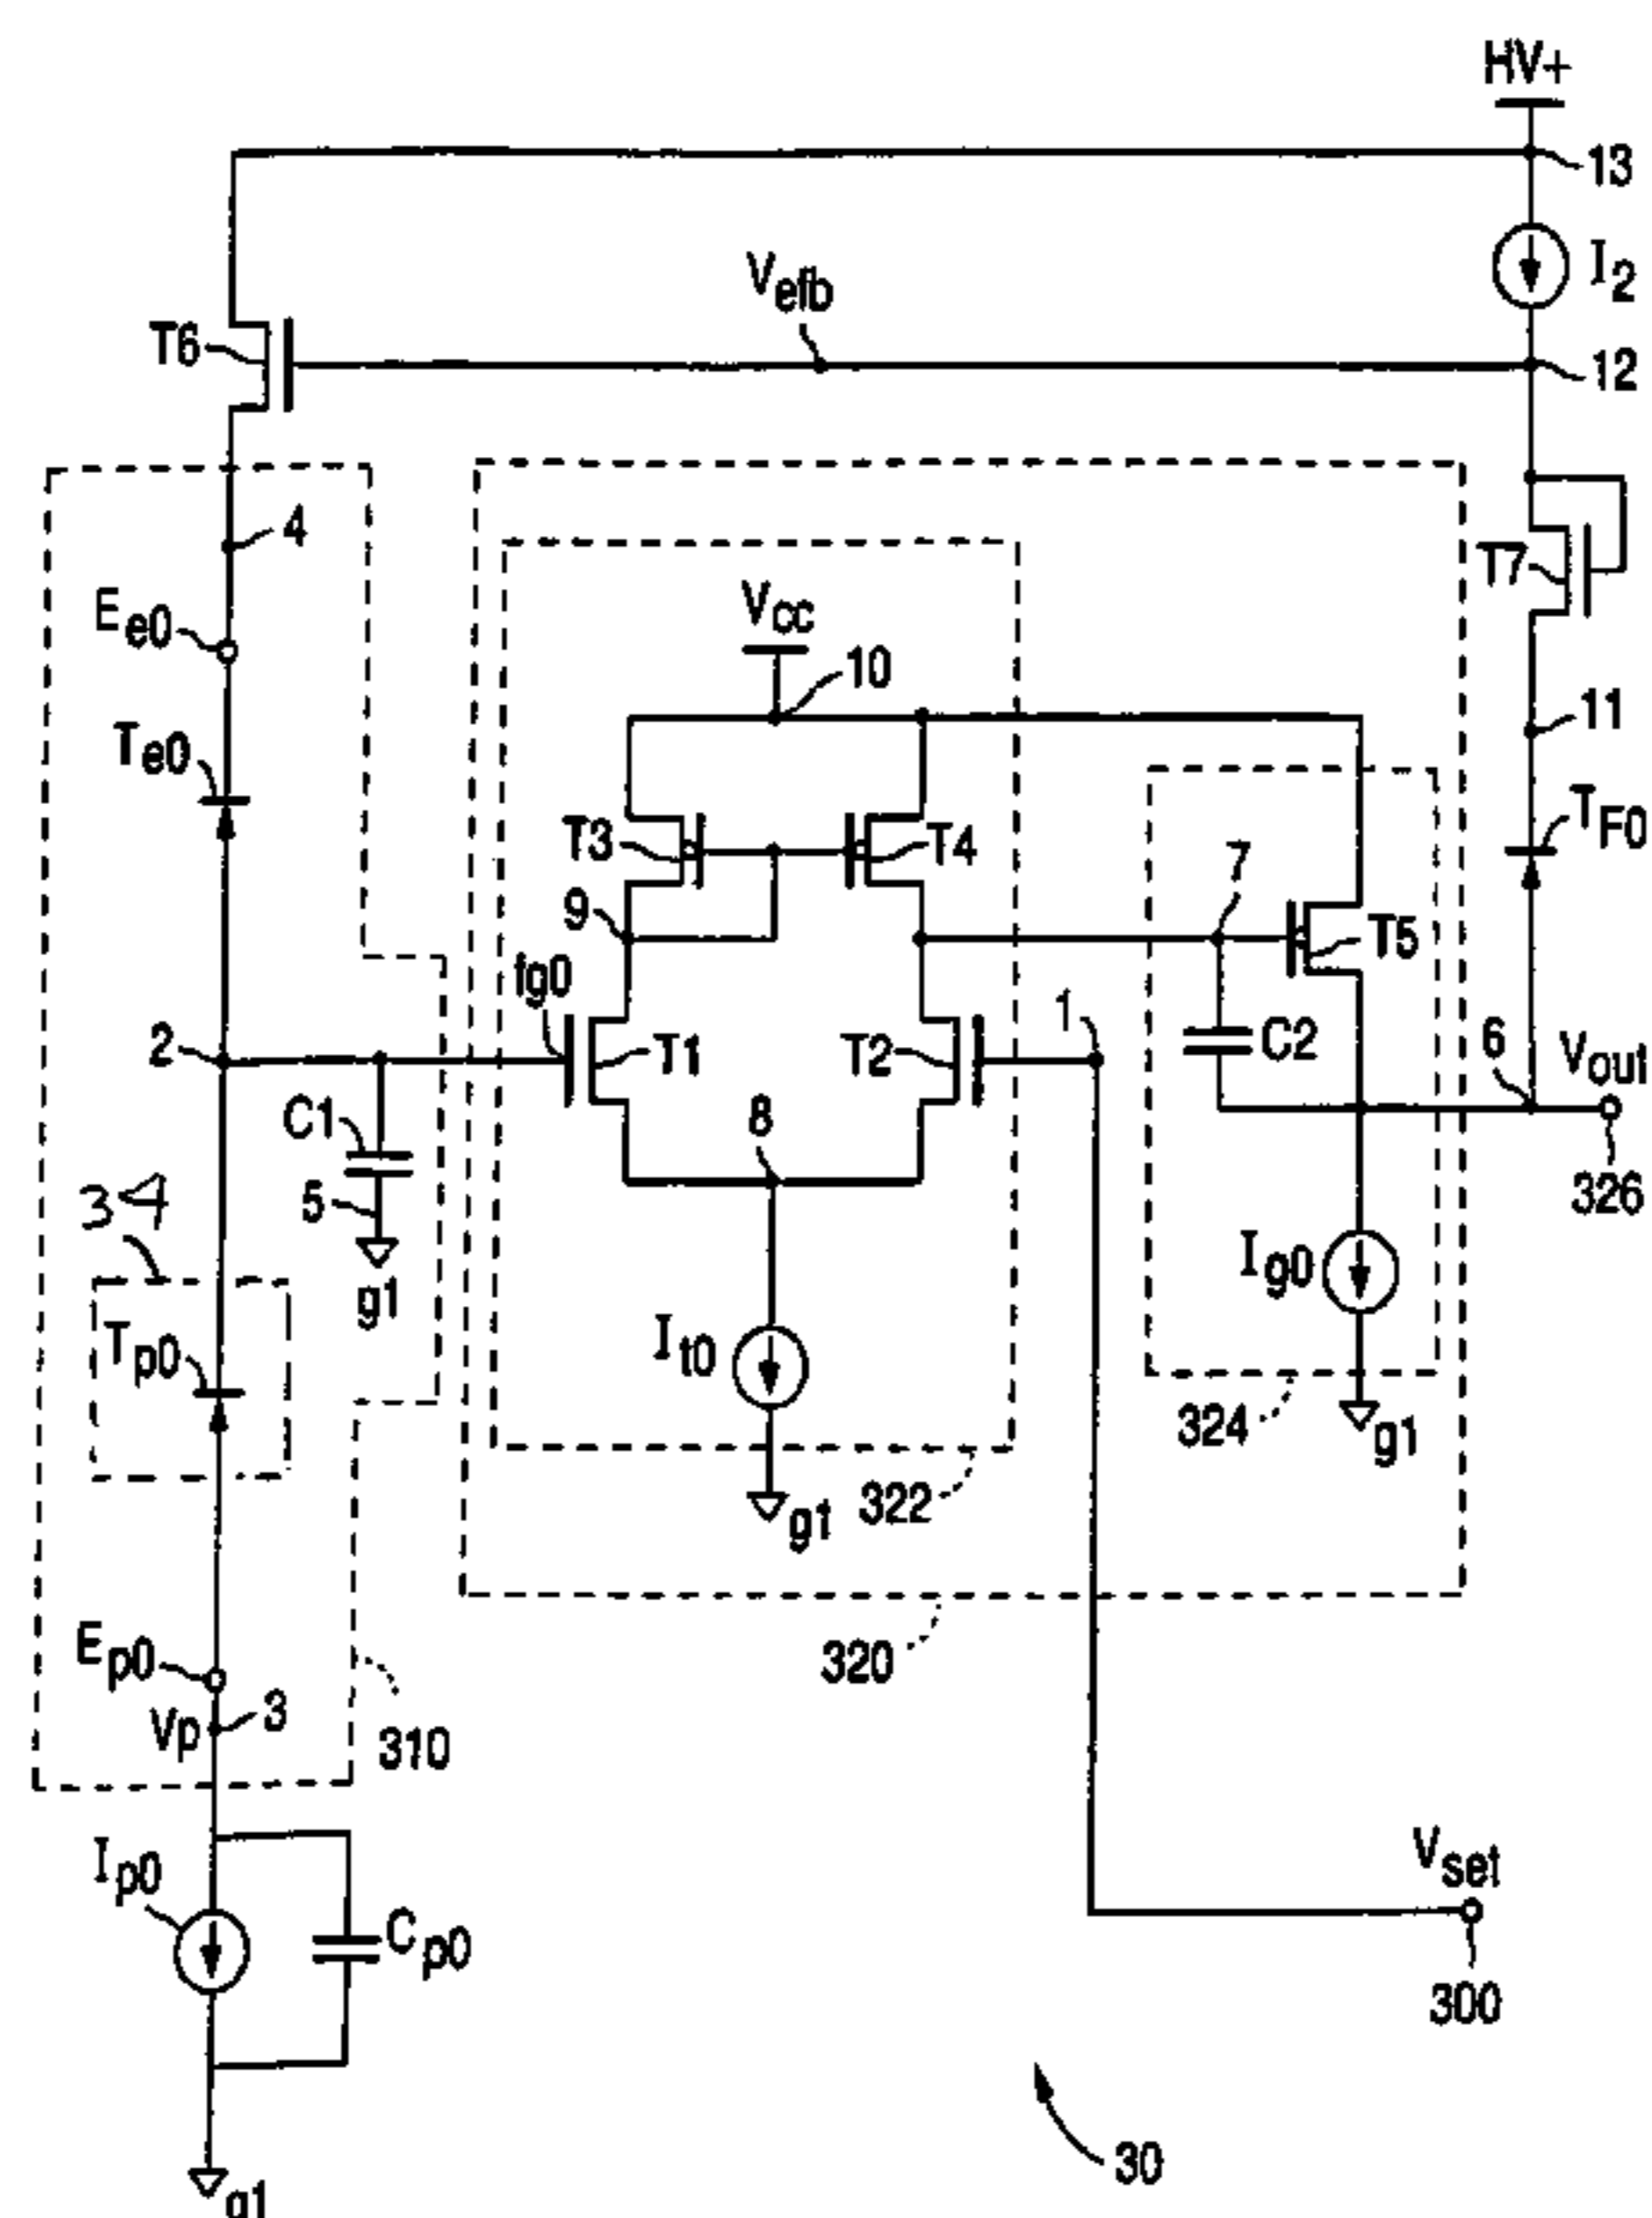 HV+
13
I2
Vefb
T6
12
4
T7
Ee0
Vcc
10
11
Te0
TF0
T3
T4
7
9
T5
fg0
1
2
T1
T2
C2
6
Vout
C1
8
5
326
34
Ig0
g1
Tp0
It0
324
g1
322
g1
Ep0
320
Vp
3
310
Ip0
Vset
Cp0
300
30
g1